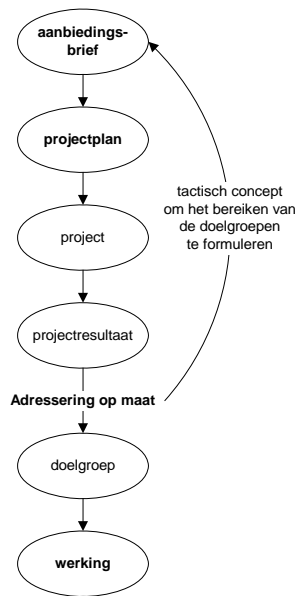 aanbiedings-
brief
projectplan
project
tactisch concept
om het bereiken van
de doelgroepen
te formuleren
projectresultaat
Adressering op maat
doelgroep
werking